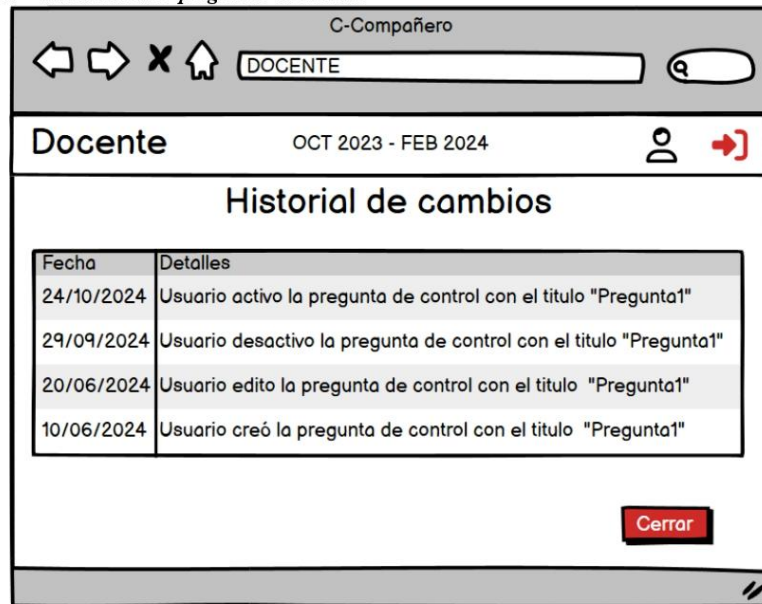 C-Compañero
DOCENTE
Docente
OCT 2023 - FEB 2024
Historial de cambios
Fecha Detalles
24/10/2024 Usuario activo la pregunta de control con el titulo "Pregunta1"
29/09/2024 Usuario desactivo la pregunta de control con el titulo "Pregunta1"
20/06/2024 Usuario edito la pregunta de control con el titulo "Pregunta1"
10/06/2024 Usuario creó la pregunta de control con el titulo "Pregunta1"
Cerrar